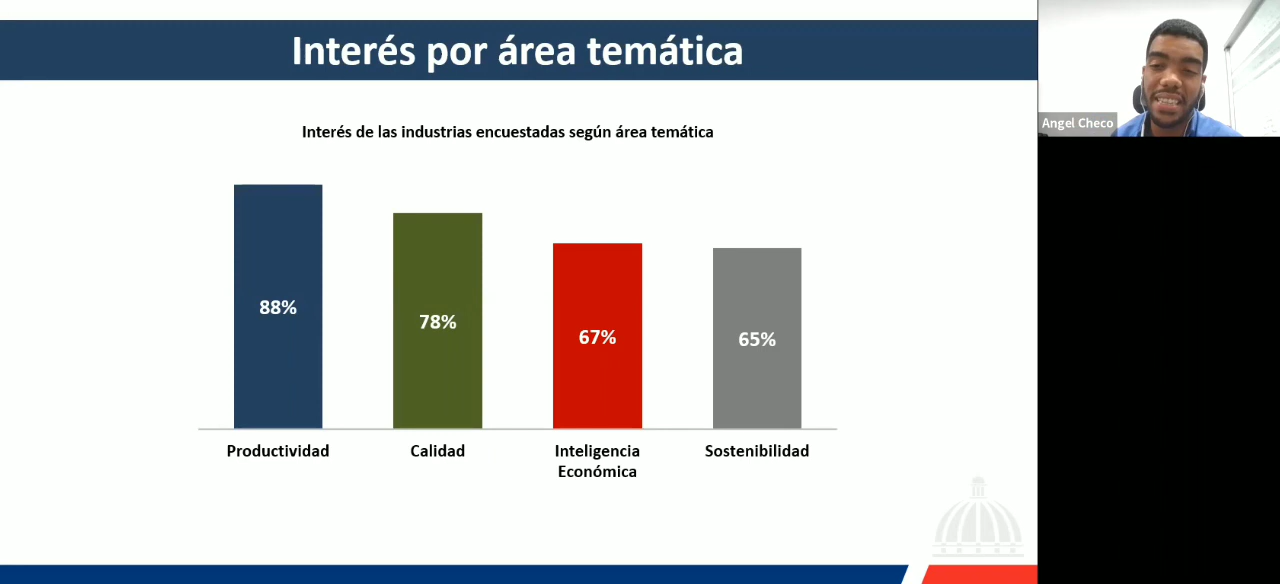 Interés por área temática
Angel Checo
Interés de las industrias encuestadas según área temática
88%
78%
67%
65%
Productividad
Calidad
Inteligencia
Económica
Sostenibilidad